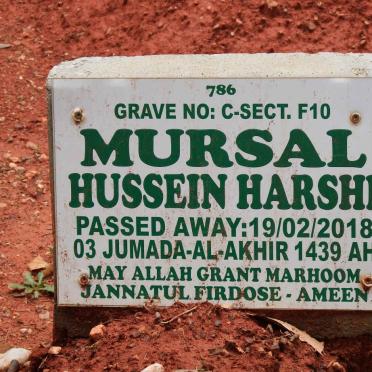 786
GRAVE NO: C-SECT. F10
MURSAL
HUSSEIN HARSHI
PASSED AWAY:19/02/2018
03 JUMADA-AL-AKHIR 1439 AH
MAY ALLAH GRANT MARHOOM
JANNATUL FIRDOSE - AMEEN